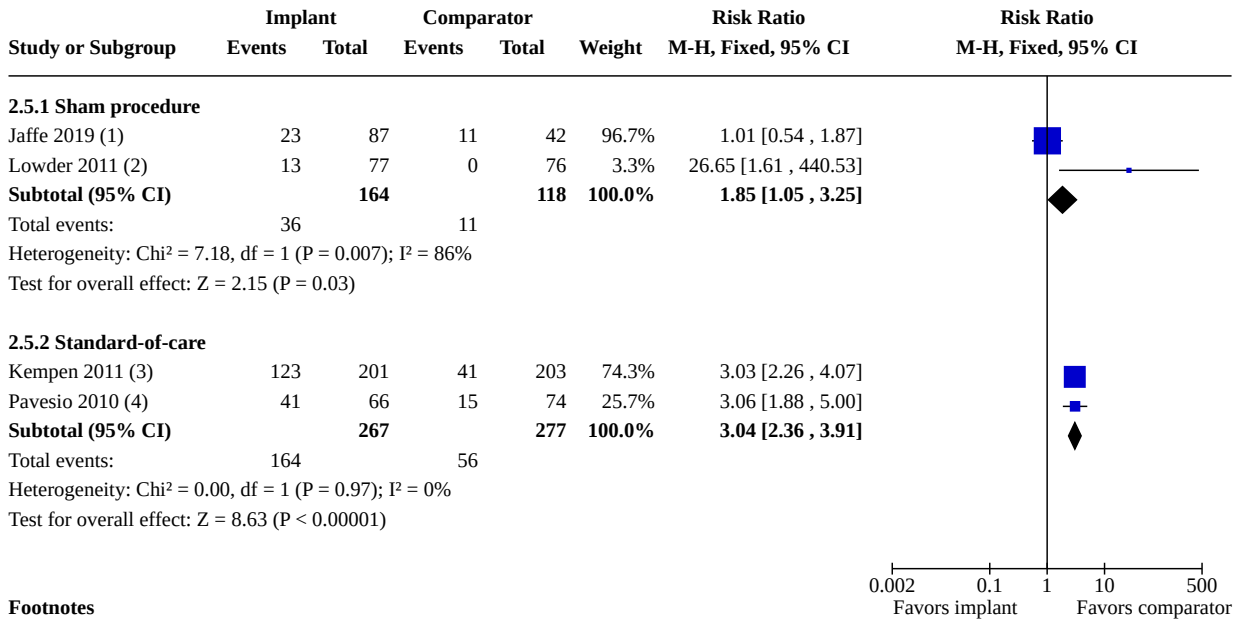 Implant Comparator Risk Ratio Risk Ratio
Study or Subgroup Events Total Events Total Weight M-H, Fixed, 95% CI M-H, Fixed, 95% CI
2.5.1 Sham procedure
Jaffe 2019 (1) 23 87 11 42 96.7% 1.01 [0.54 , 1.87]
Lowder 2011 (2) 13 77 0 76 3.3% 26.65 [1.61 , 440.53]
Subtotal (95% CI) 164 118 100.0% 1.85 [1.05 , 3.25]
Total events: 36 11
Heterogeneity: Chi² = 7.18, df = 1 (P = 0.007); I² = 86%
Test for overall effect: Z = 2.15 (P = 0.03)
2.5.2 Standard-of-care
Kempen 2011 (3) 123 201 41 203 74.3% 3.03 [2.26 , 4.07]
Pavesio 2010 (4) 41 66 15 74 25.7% 3.06 [1.88 , 5.00]
Subtotal (95% CI) 267 277 100.0% 3.04 [2.36 , 3.91]
Total events: 164 56
Heterogeneity: Chi² = 0.00, df = 1 (P = 0.97); I² = 0%
Test for overall effect: Z = 8.63 (P < 0.00001)
0.002 0.1 1 10 500
Footnotes Favors implant Favors comparator